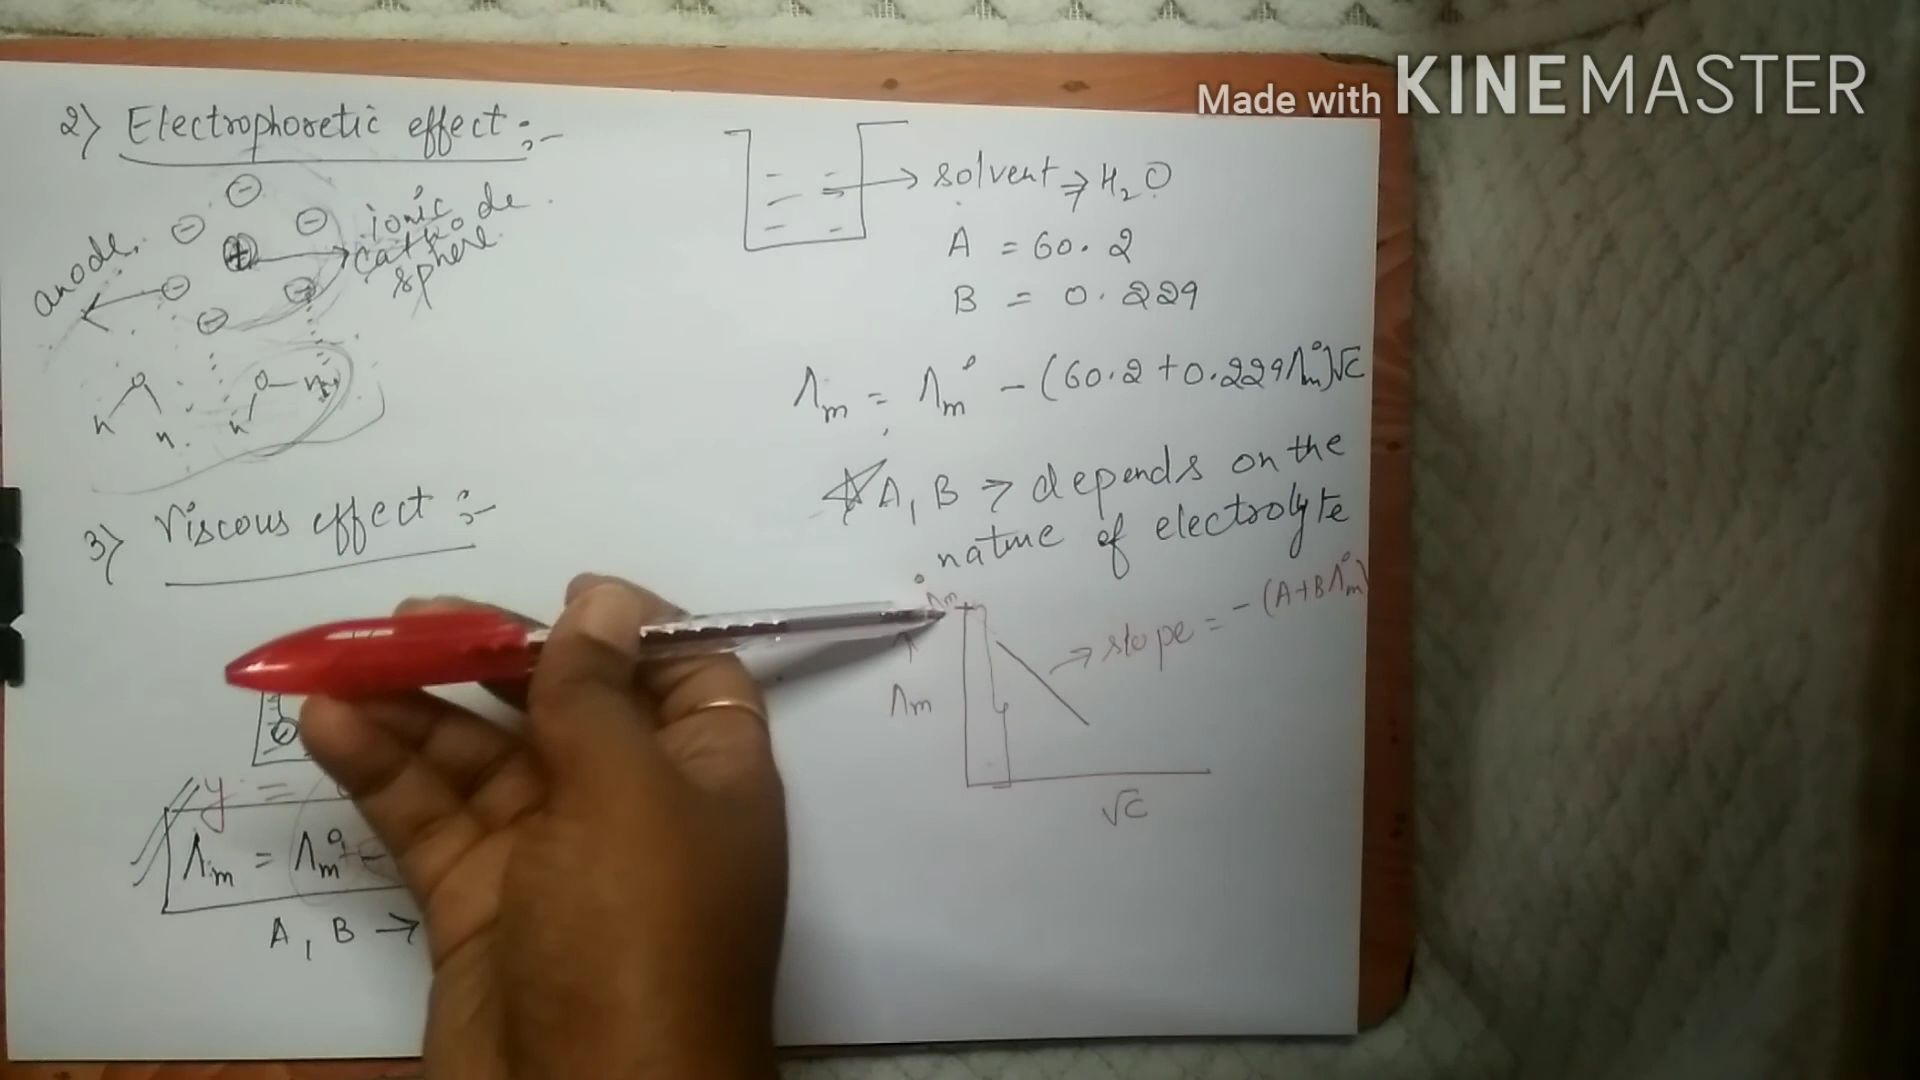 Made with KINEMASTER
2) Electrophoretic effect :-
anode.
ionic
cathode.
sphere
3) Viscous effect :-
y =
Λm = Λm°
A, B →
solvent ⇒ H₂O
A = 60.2
B = 0.229
Λm = Λm° - (60.2 + 0.229Λm°)√C
☆ A, B → depends on the
nature of electrolyte
Λm°
→ slope = - (A+BΛm°)
Λm
√C